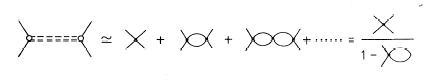 ≃ + + + ...... = 
1 -